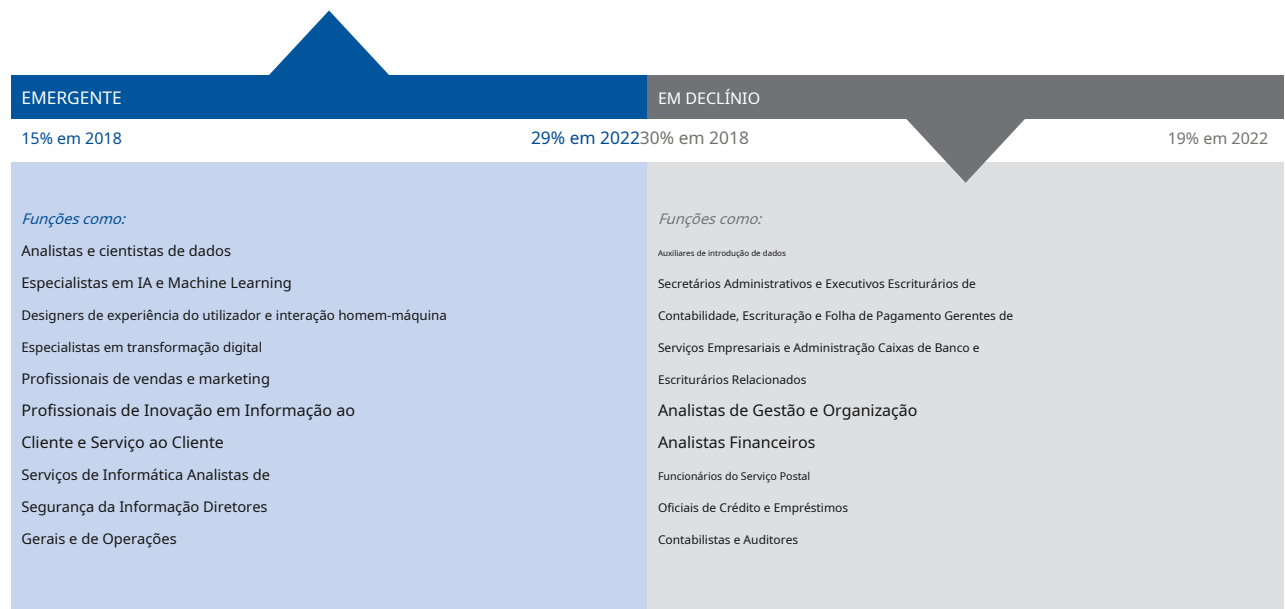 EMERGENTE
15% em 2018
29% em 2022
Funções como:
Analistas e cientistas de dados
Especialistas em IA e Machine Learning
Designers de experiência do utilizador e interação homem-máquina
Especialistas em transformação digital
Profissionais de vendas e marketing
Profissionais de Inovação em Informação ao
Cliente e Serviço ao Cliente
Serviços de Informática Analistas de
Segurança da Informação Diretores
Gerais e de Operações
EM DECLÍNIO
30% em 2018
19% em 2022
Funções como:
Auxiliares de introdução de dados
Secretários Administrativos e Executivos Escriturários de
Contabilidade, Escrituração e Folha de Pagamento Gerentes de
Serviços Empresariais e Administração Caixas de Banco e
Escriturários Relacionados
Analistas de Gestão e Organização
Analistas Financeiros
Funcionários do Serviço Postal
Oficiais de Crédito e Empréstimos
Contabilistas e Auditores